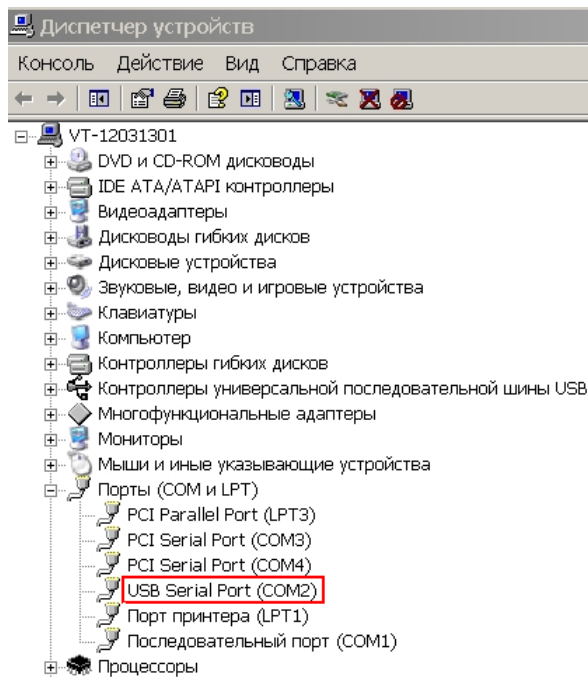 Диспетчер устройств
Консоль Действие Вид Справка
VT-12031301
DVD и CD-ROM дисководы
IDE ATA/ATAPI контроллеры
Видеоадаптеры
Дисководы гибких дисков
Дисковые устройства
Звуковые, видео и игровые устройства
Клавиатуры
Компьютер
Контроллеры гибких дисков
Контроллеры универсальной последовательной шины USB
Многофункциональные адаптеры
Мониторы
Мыши и иные указывающие устройства
Порты (COM и LPT)
PCI Parallel Port (LPT3)
PCI Serial Port (COM3)
PCI Serial Port (COM4)
USB Serial Port (COM2)
Порт принтера (LPT1)
Последовательный порт (COM1)
Процессоры